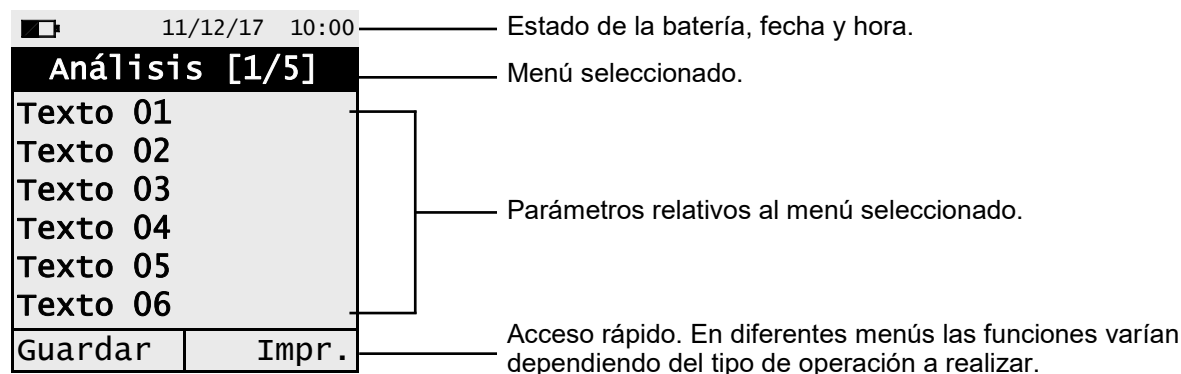 11/12/17 10:00
Estado de la batería, fecha y hora.
Análisis [1/5]
Menú seleccionado.
Texto 01
Texto 02
Texto 03
Texto 04
Texto 05
Texto 06
Parámetros relativos al menú seleccionado.
Guardar Impr.
Acceso rápido. En diferentes menús las funciones varían
dependiendo del tipo de operación a realizar.